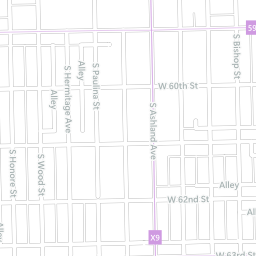 59
S Bishop St
Alley
S Hermitage Ave
S Paulina St
W 60th St
Alley
S Ashland Ave
S Honore St
S Wood St
Alley
W 62nd St
Alley
X9
W 63rd St